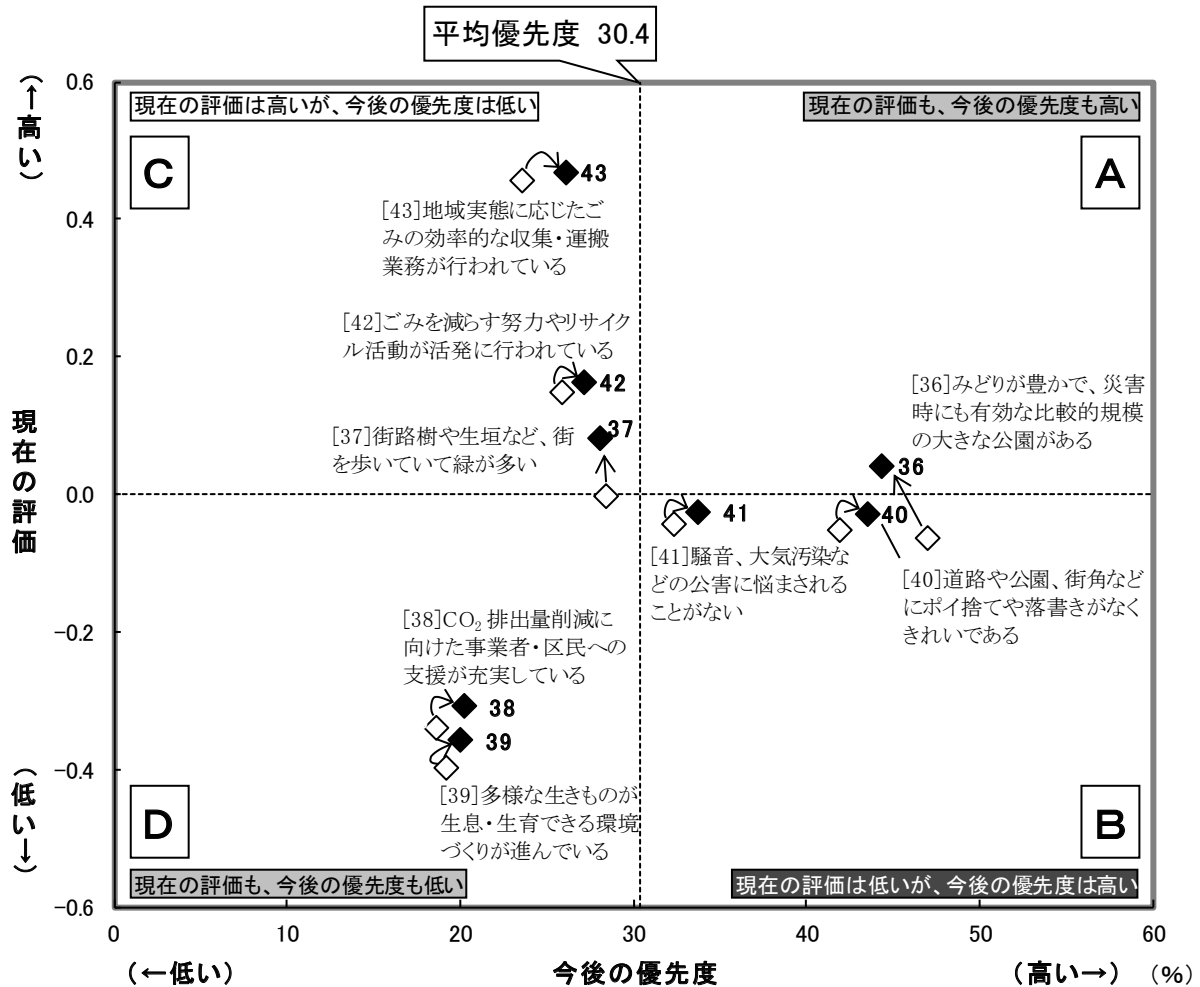 平均優先度 30.4
(↑高い)
現在の評価
(低い↓)
0.6
0.4
0.2
0.0
−0.2
−0.4
−0.6
現在の評価は高いが、今後の優先度は低い
C
現在の評価も、今後の優先度も高い
A
43
[43]地域実態に応じたご
みの効率的な収集・運搬
業務が行われている
[42]ごみを減らす努力やリサイク
ル活動が活発に行われている
42
[37]街路樹や生垣など、街
を歩いていて緑が多い
37
[36]みどりが豊かで、災害
時にも有効な比較的規模
の大きな公園がある
36
41
[41]騒音、大気汚染な
どの公害に悩まされる
ことがない
40
[40]道路や公園、街角など
にポイ捨てや落書きがなく
きれいである
[38]CO₂排出量削減に
向けた事業者・区民への
支援が充実している
38
39
[39]多様な生きものが
生息・生育できる環境
づくりが進んでいる
D
現在の評価も、今後の優先度も低い
B
現在の評価は低いが、今後の優先度は高い
0
10
20
30
40
50
60
(←低い)
今後の優先度
(高い→)
(%)